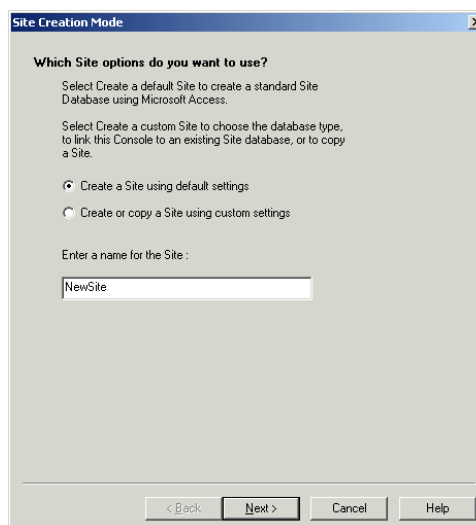 Site Creation Mode
Which Site options do you want to use?
Select Create a default Site to create a standard Site
Database using Microsoft Access.
Select Create a custom Site to choose the database type,
to link this Console to an existing Site database, or to copy
a Site.
Create a Site using default settings
Create or copy a Site using custom settings
Enter a name for the Site :
NewSite
< Back Next > Cancel Help